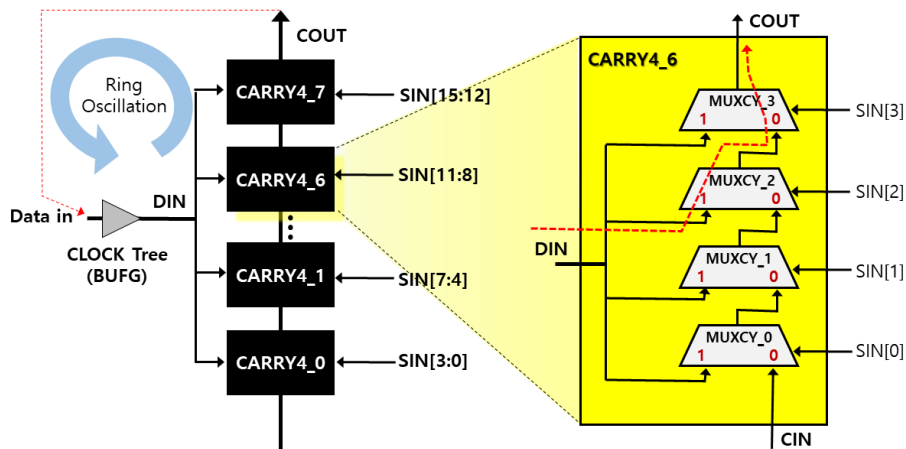 COUT
Ring
Oscillation
CARRY4_7
SIN[15:12]
CARRY4_6
SIN[11:8]
Data in
DIN
CLOCK Tree
(BUFG)
CARRY4_1
SIN[7:4]
CARRY4_0
SIN[3:0]
COUT
CARRY4_6
MUXCY_3
1 0
SIN[3]
MUXCY_2
1 0
SIN[2]
DIN
MUXCY_1
1 0
SIN[1]
MUXCY_0
1 0
SIN[0]
CIN